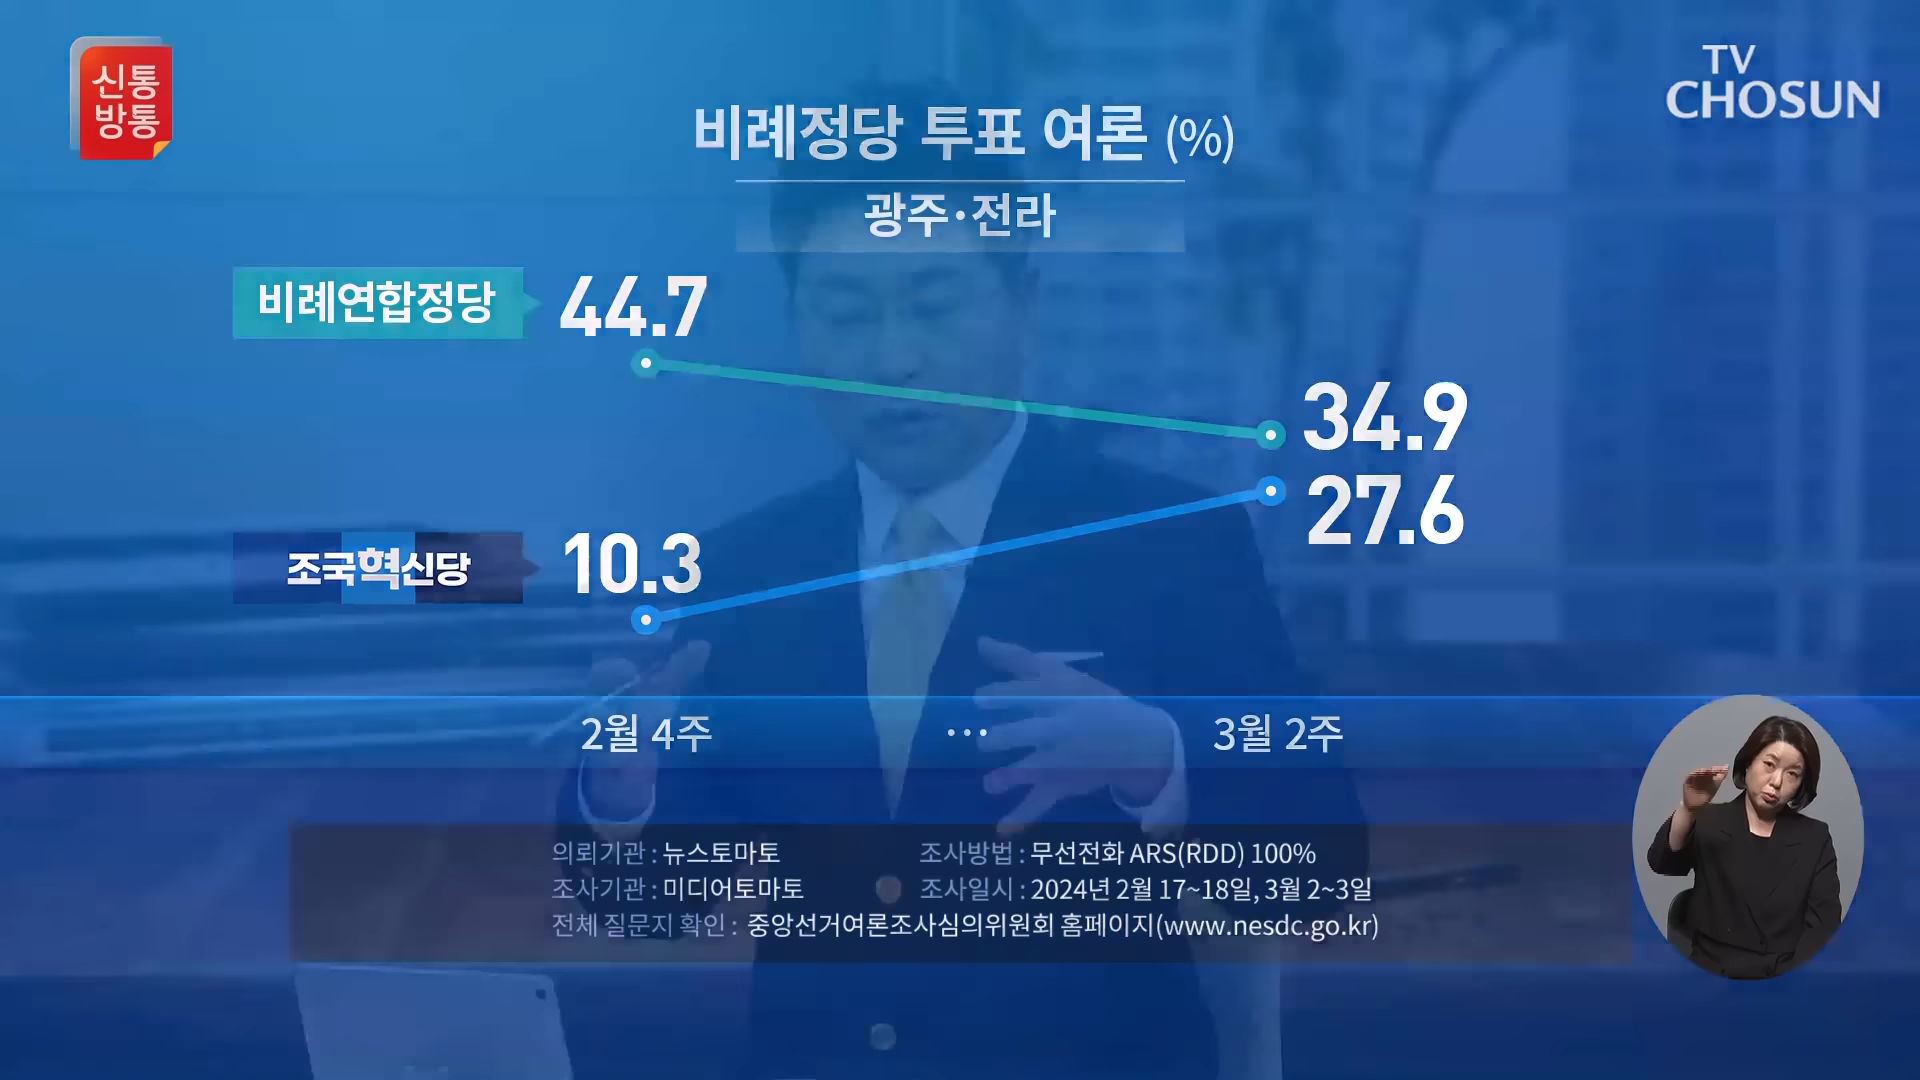 신통
방통
TV
CHOSUN
비례정당 투표 여론 (%)
광주·전라
비례연합정당
44.7
34.9
27.6
조국혁신당
10.3
2월 4주
···
3월 2주
의뢰기관 : 뉴스토마토
조사방법 : 무선전화 ARS(RDD) 100%
조사기관 : 미디어토마토
조사일시 : 2024년 2월 17~18일, 3월 2~3일
전체 질문지 확인 : 중앙선거여론조사심의위원회 홈페이지(www.nesdc.go.kr)